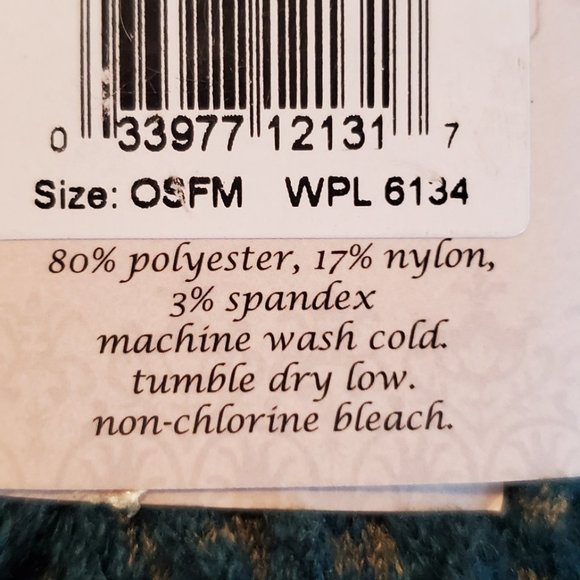 0 33977 12131 7
Size: OSFM WPL 6134
80% polyester, 17% nylon,
3% spandex
machine wash cold.
tumble dry low.
non-chlorine bleach.